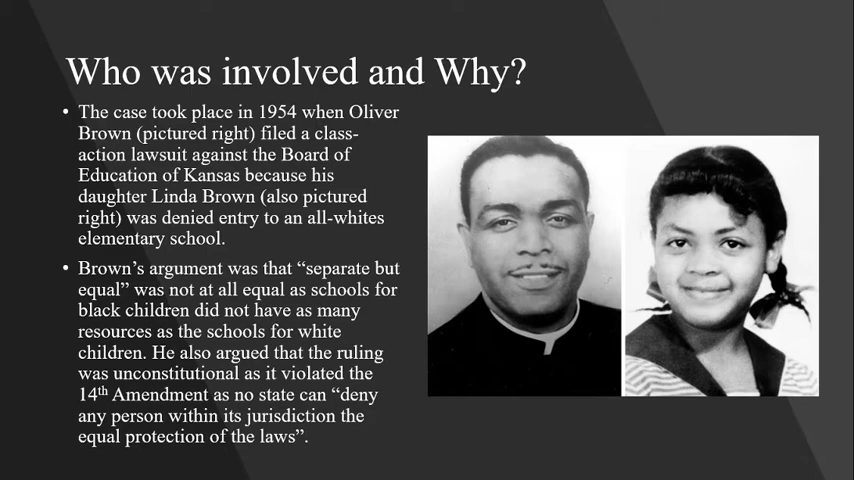 Who was involved and Why?
• The case took place in 1954 when Oliver
Brown (pictured right) filed a class-
action lawsuit against the Board of
Education of Kansas because his
daughter Linda Brown (also pictured
right) was denied entry to an all-whites
elementary school.
• Brown’s argument was that “separate but
equal” was not at all equal as schools for
black children did not have as many
resources as the schools for white
children. He also argued that the ruling
was unconstitutional as it violated the
14th Amendment as no state can “deny
any person within its jurisdiction the
equal protection of the laws”.